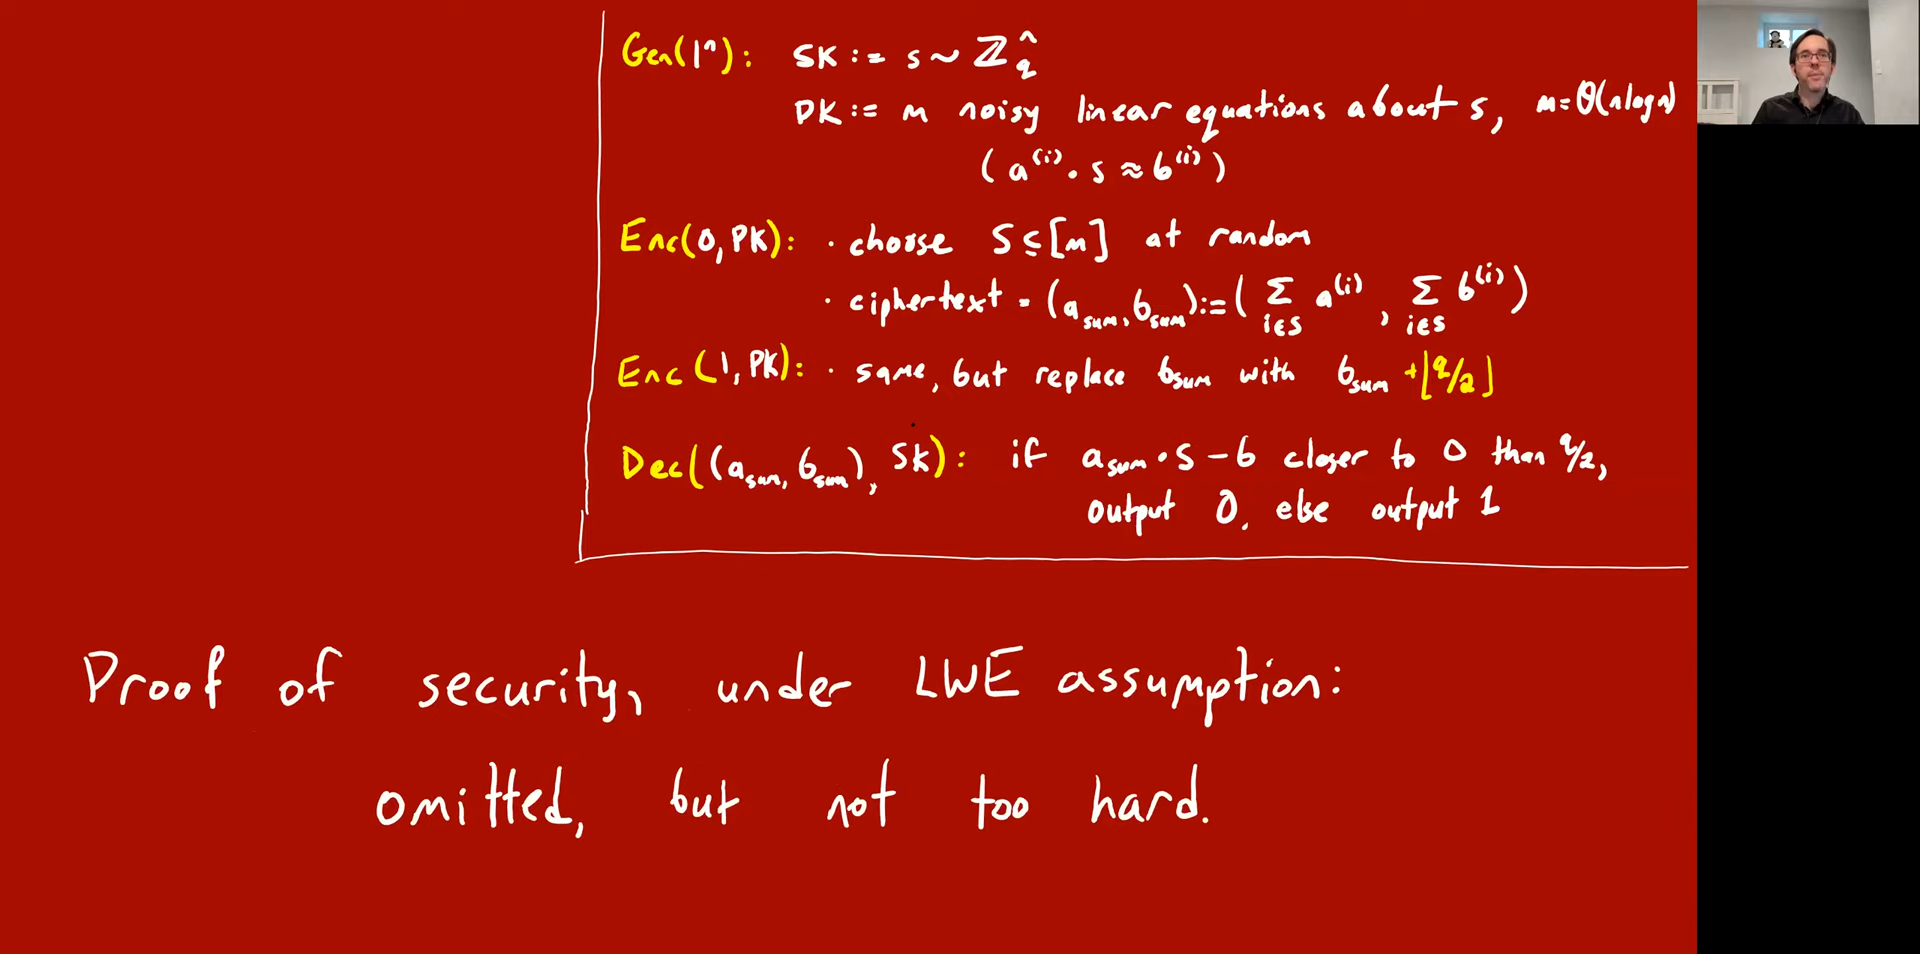 Gen(1ⁿ): SK := s ~ ℤ_q^n
PK := m noisy linear equations about s, m = Θ(n log n)
(a⁽ⁱ⁾ · s ≈ b⁽ⁱ⁾)
Enc(0, PK): · choose S ⊆ [m] at random
· ciphertext = (a_sum, b_sum) := (Σ_{i∈S} a⁽ⁱ⁾, Σ_{i∈S} b⁽ⁱ⁾)
Enc(1, PK): · same, but replace b_sum with b_sum + ⌊q/2⌋
Dec((a_sum, b_sum), SK): if a_sum · s − b closer to 0 than q/2,
output 0, else output 1
Proof of security, under LWE assumption:
omitted, but not too hard.